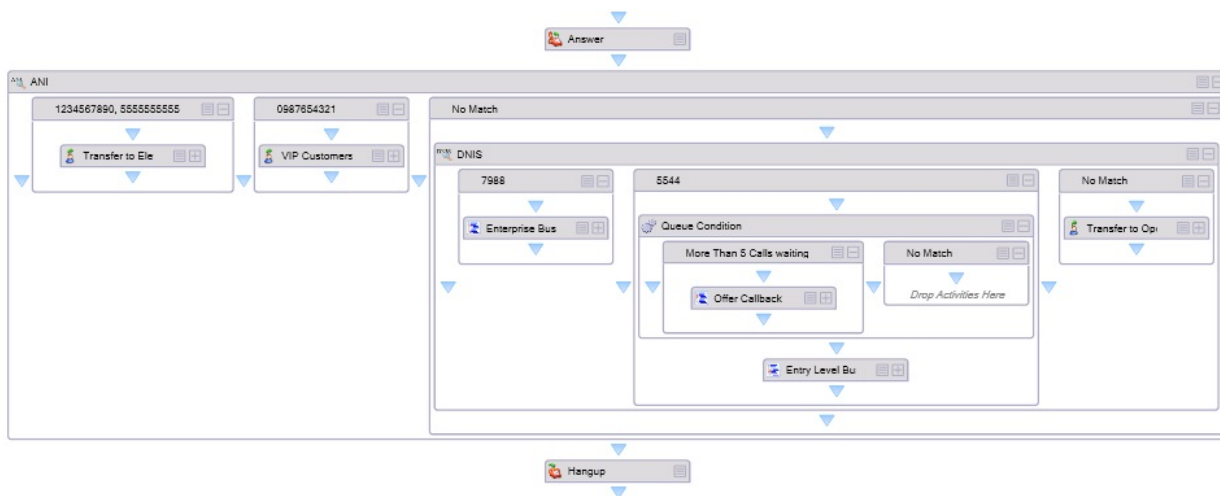 Answer
ANI
1234567890, 5555555555
0987654321
No Match
Transfer to Ele
VIP Customers
DNIS
7988
5544
No Match
Enterprise Bus
Queue Condition
Transfer to Op
More Than 5 Calls waiting
No Match
Offer Callback
Drop Activities Here
Entry Level Bu
Hangup